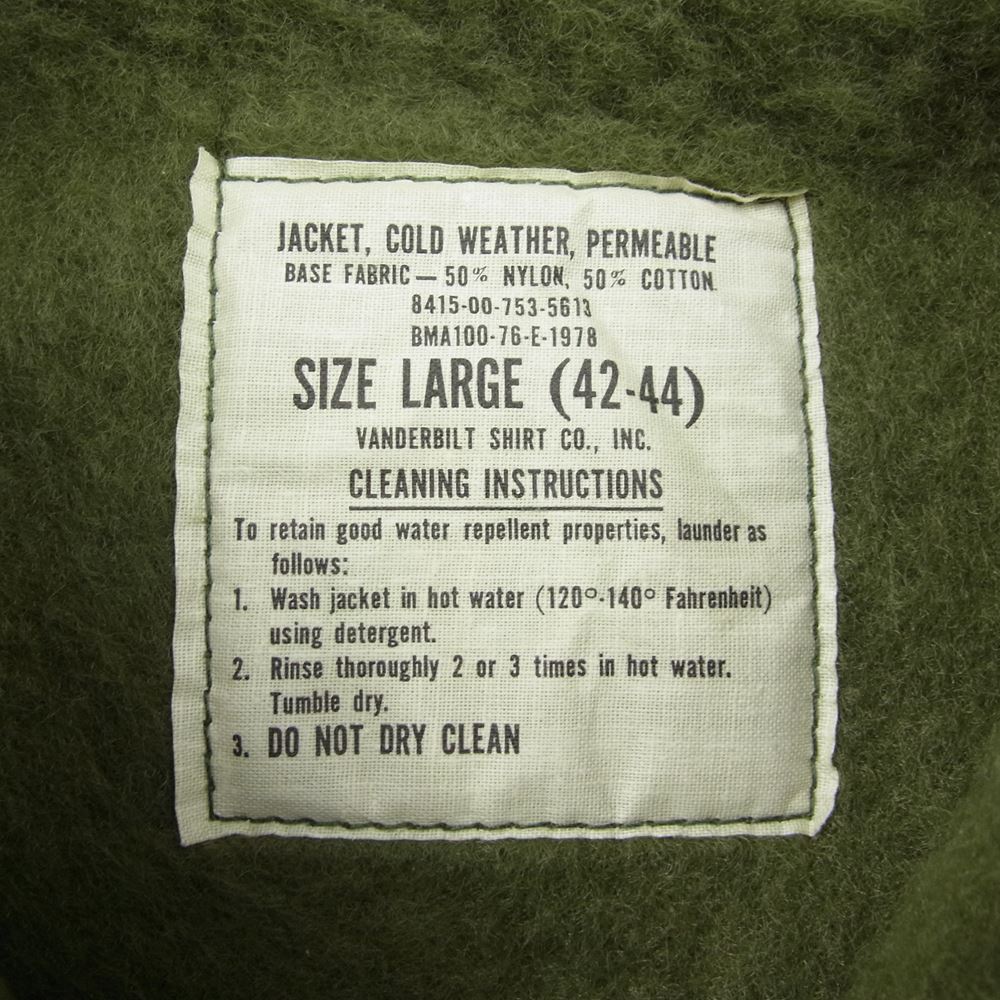 JACKET, COLD WEATHER, PERMEABLE
BASE FABRIC — 50% NYLON, 50% COTTON
8415-00-753-5613
BMA100-76-E-1978
SIZE LARGE (42-44)
VANDERBILT SHIRT CO., INC.
CLEANING INSTRUCTIONS
To retain good water repellent properties, launder as
follows:
1. Wash jacket in hot water (120°-140° Fahrenheit)
using detergent.
2. Rinse thoroughly 2 or 3 times in hot water.
Tumble dry.
3. DO NOT DRY CLEAN